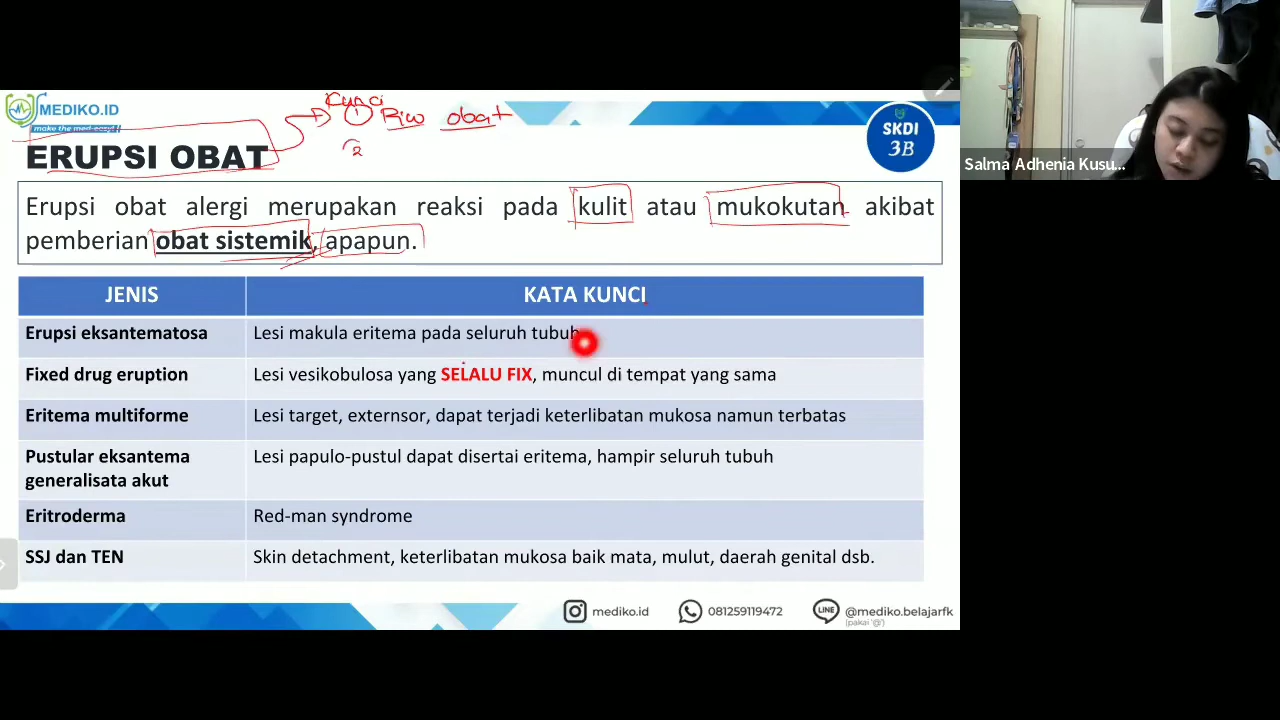 MEDIKO.ID
make the med-easy!!
Kunci
1 Riw obat
2
ERUPSI OBAT
SKDI
3B
Salma Adhenia Kusu...
Erupsi obat alergi merupakan reaksi pada kulit atau mukokutan akibat
pemberian obat sistemik, apapun.
JENIS KATA KUNCI
Erupsi eksantematosa Lesi makula eritema pada seluruh tubuh
Fixed drug eruption Lesi vesikobulosa yang SELALU FIX, muncul di tempat yang sama
Eritema multiforme Lesi target, externsor, dapat terjadi keterlibatan mukosa namun terbatas
Pustular eksantema Lesi papulo-pustul dapat disertai eritema, hampir seluruh tubuh
generalisata akut
Eritroderma Red-man syndrome
SSJ dan TEN Skin detachment, keterlibatan mukosa baik mata, mulut, daerah genital dsb.
mediko.id 081259119472 LINE @mediko.belajarfk
(pakai '@')